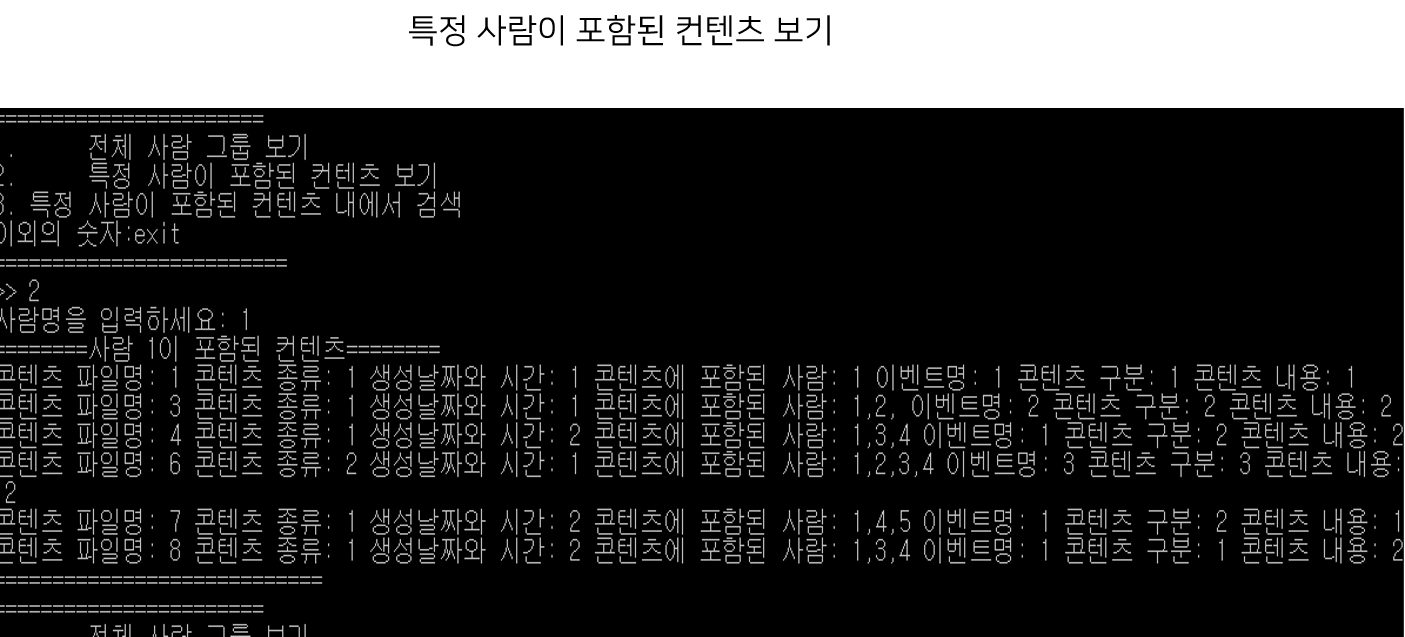 특정 사람이 포함된 컨텐츠 보기
=======================
. 전체 사람 그룹 보기
2. 특정 사람이 포함된 컨텐츠 보기
3. 특정 사람이 포함된 컨텐츠 내에서 검색
이외의 숫자:exit
=========================
>> 2
사람명을 입력하세요: 1
========사람 1이 포함된 컨텐츠========
콘텐츠 파일명: 1 콘텐츠 종류: 1 생성날짜와 시간: 1 콘텐츠에 포함된 사람: 1 이벤트명: 1 콘텐츠 구분: 1 콘텐츠 내용: 1
콘텐츠 파일명: 3 콘텐츠 종류: 1 생성날짜와 시간: 1 콘텐츠에 포함된 사람: 1,2, 이벤트명: 2 콘텐츠 구분: 2 콘텐츠 내용: 2
콘텐츠 파일명: 4 콘텐츠 종류: 1 생성날짜와 시간: 2 콘텐츠에 포함된 사람: 1,3,4 이벤트명: 1 콘텐츠 구분: 2 콘텐츠 내용: 2
콘텐츠 파일명: 6 콘텐츠 종류: 2 생성날짜와 시간: 1 콘텐츠에 포함된 사람: 1,2,3,4 이벤트명: 3 콘텐츠 구분: 3 콘텐츠 내용:
2
콘텐츠 파일명: 7 콘텐츠 종류: 1 생성날짜와 시간: 2 콘텐츠에 포함된 사람: 1,4,5 이벤트명: 1 콘텐츠 구분: 2 콘텐츠 내용: 1
콘텐츠 파일명: 8 콘텐츠 종류: 1 생성날짜와 시간: 2 콘텐츠에 포함된 사람: 1,3,4 이벤트명: 1 콘텐츠 구분: 1 콘텐츠 내용: 2
============================
=======================
전체 사람 그룹 보기